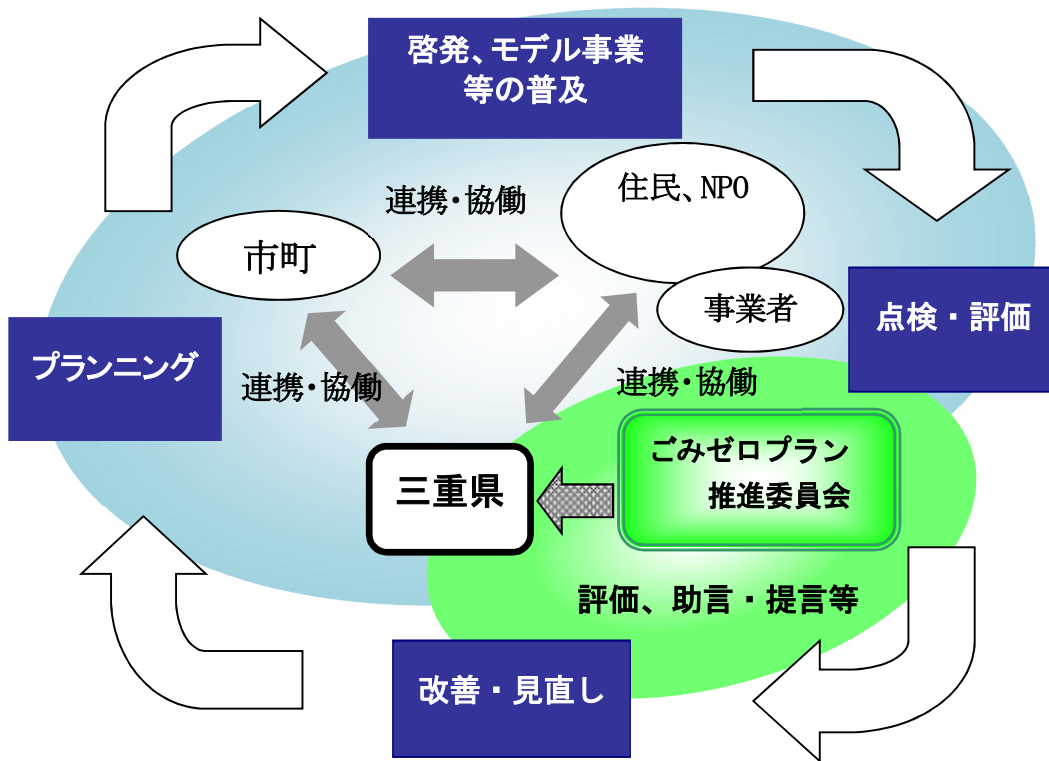 啓発、モデル事業
等の普及
住民、NPO
連携・協働
市町
事業者
点検・評価
プランニング
連携・協働
連携・協働
ごみゼロプラン
推進委員会
三重県
評価、助言・提言等
改善・見直し